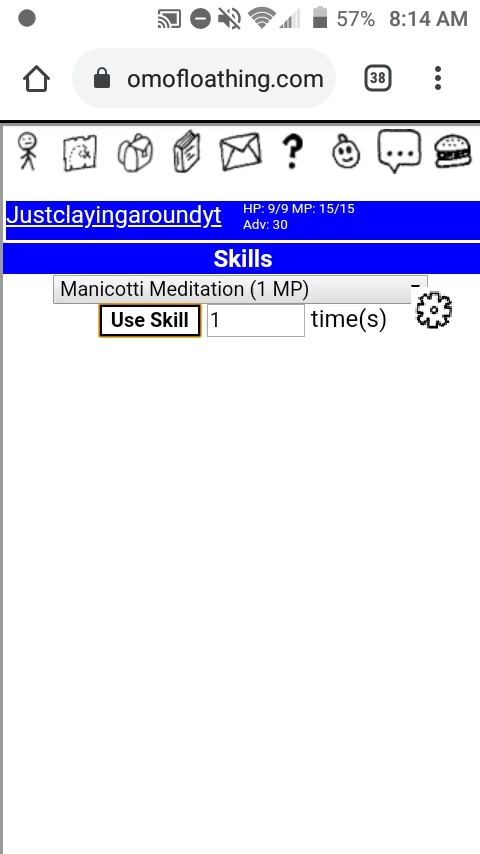 57% 8:14 AM
omofloathing.com
38
Justclayingaroundyt
HP: 9/9 MP: 15/15
Adv: 30
Skills
Manicotti Meditation (1 MP)
Use Skill 1 time(s)